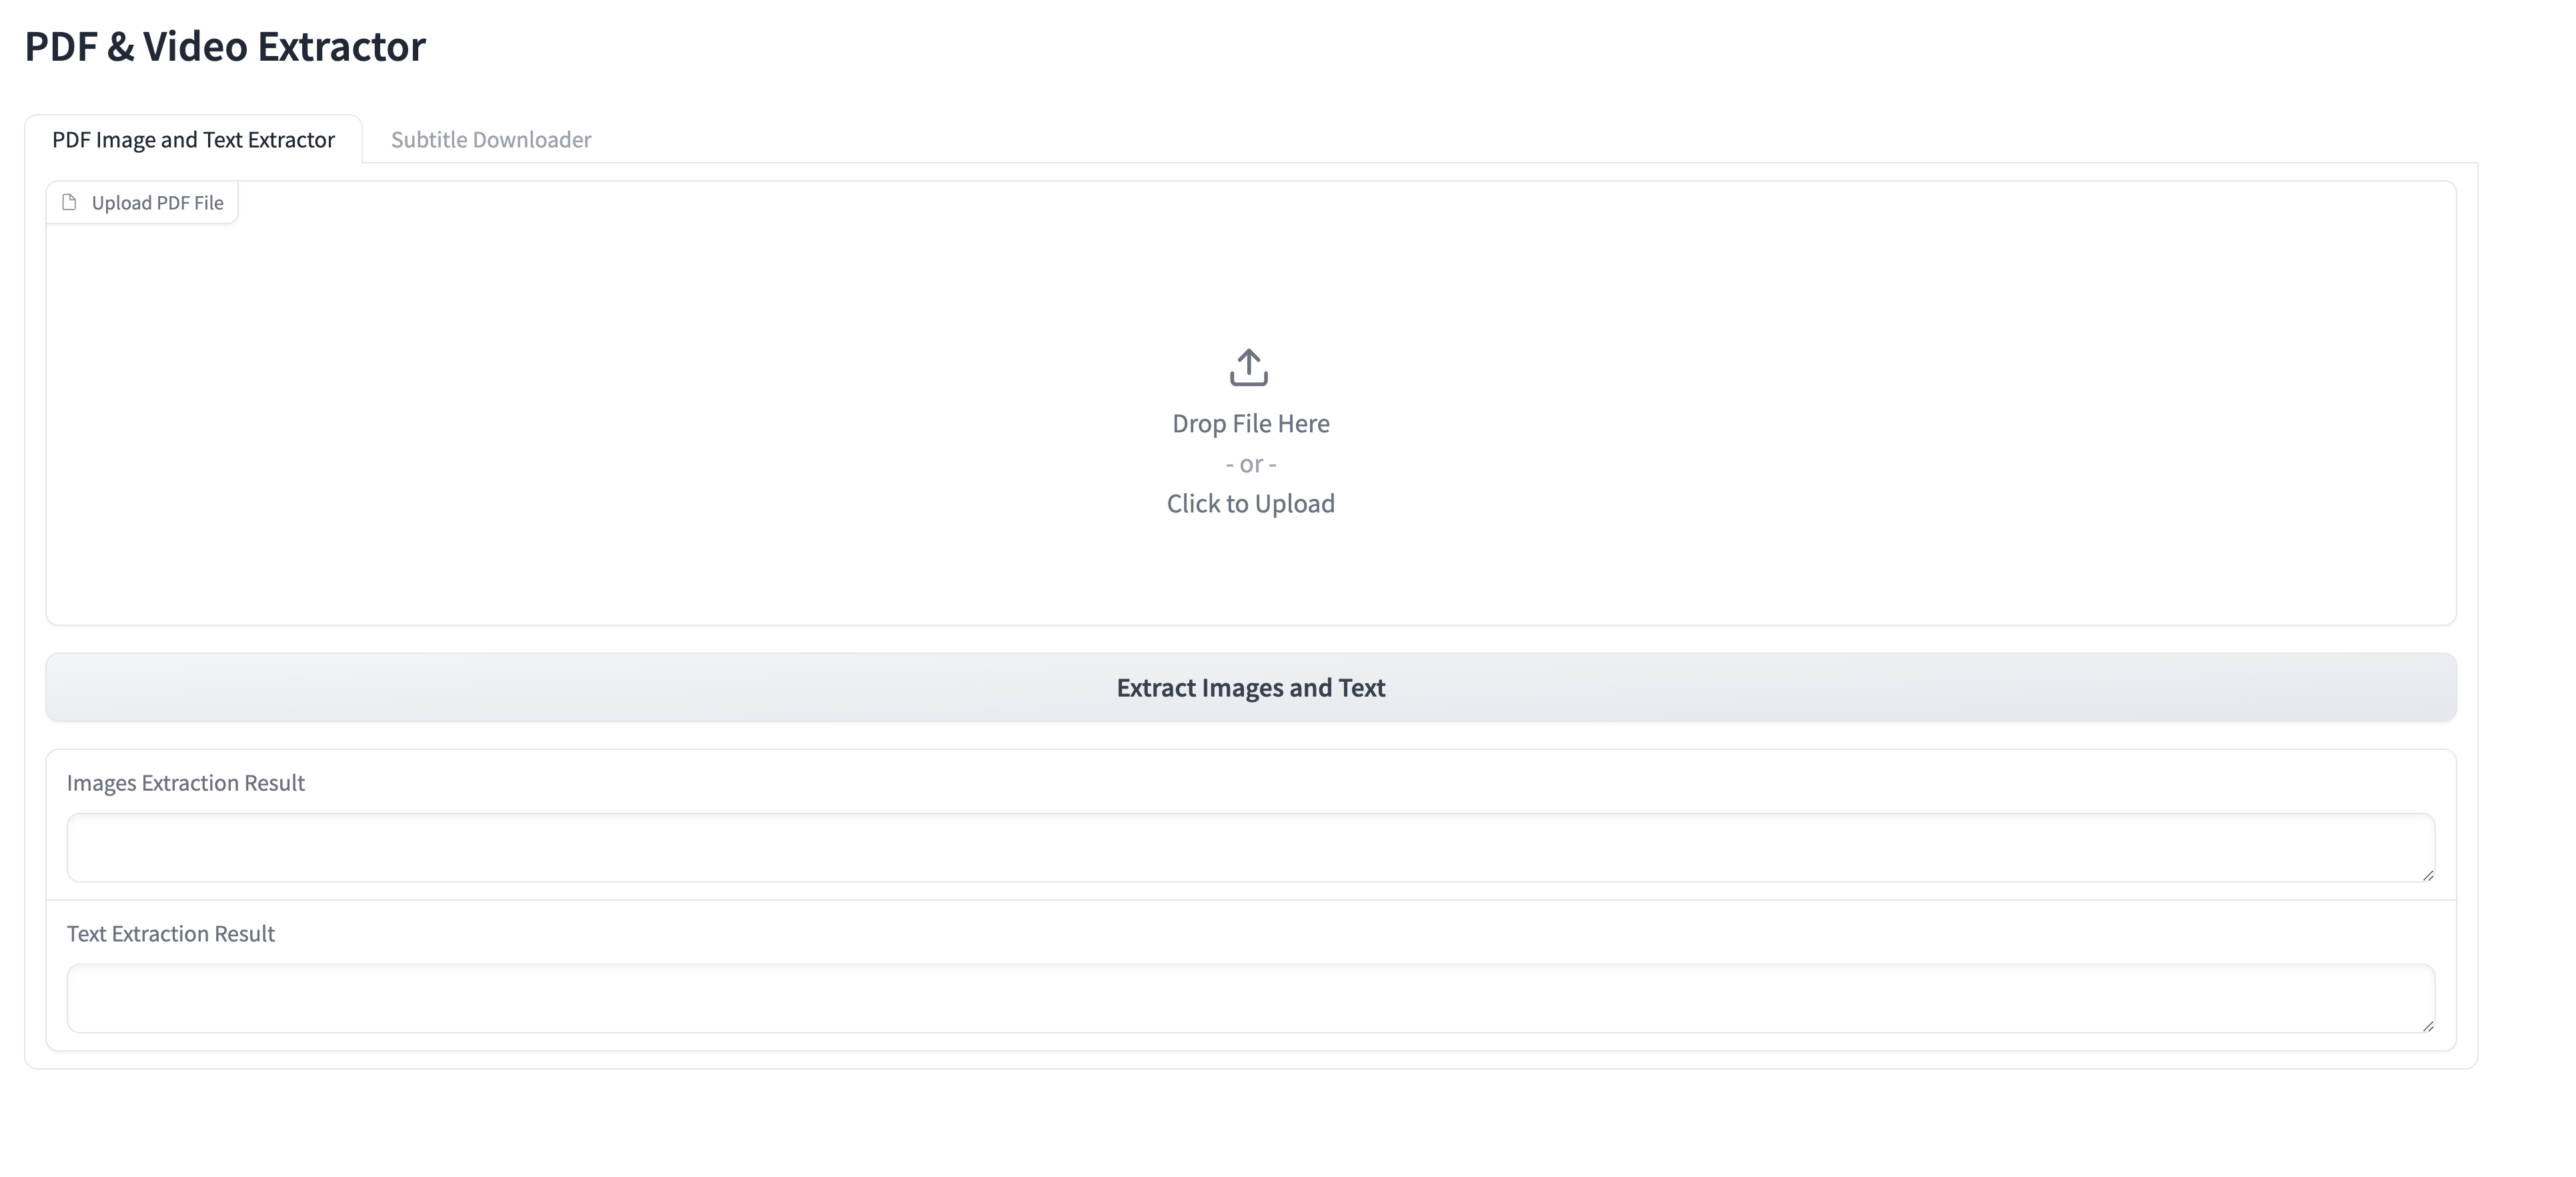 PDF & Video Extractor
PDF Image and Text Extractor
Subtitle Downloader
Upload PDF File
Drop File Here
- or -
Click to Upload
Extract Images and Text
Images Extraction Result
Text Extraction Result